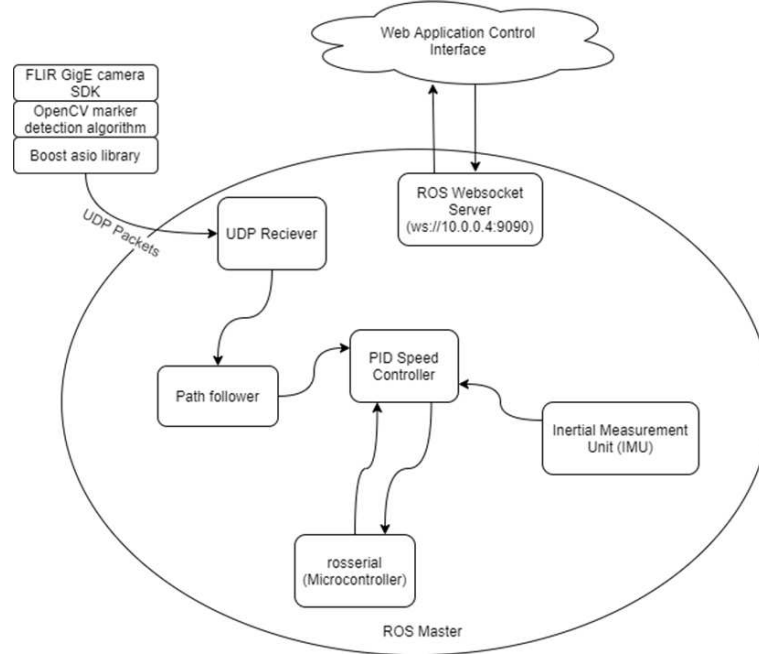 Web Application Control
Interface
FLIR GigE camera
SDK
OpenCV marker
detection algorithm
Boost asio library
UDP Packets
UDP Reciever
ROS Websocket
Server
(ws://10.0.0.4:9090)
Path follower
PID Speed
Controller
Inertial Measurement
Unit (IMU)
rosserial
(Microcontroller)
ROS Master